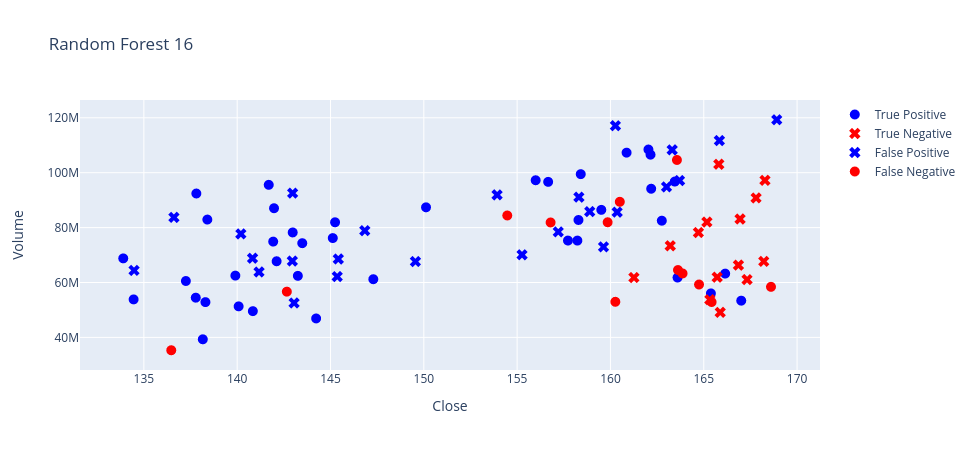 Random Forest 16
120M
100M
80M
60M
40M
Volume
135
140
145
150
155
160
165
170
Close
True Positive
True Negative
False Positive
False Negative